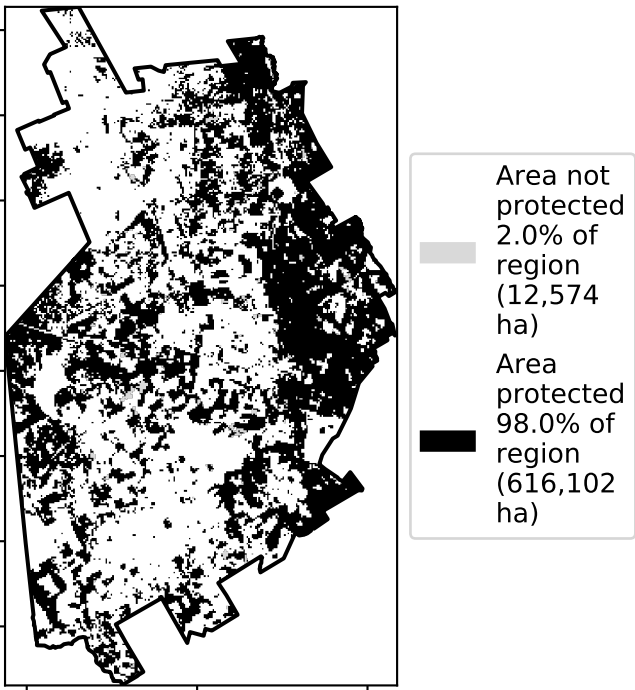 Area not
protected
2.0% of
region
(12,574
ha)
Area
protected
98.0% of
region
(616,102
ha)